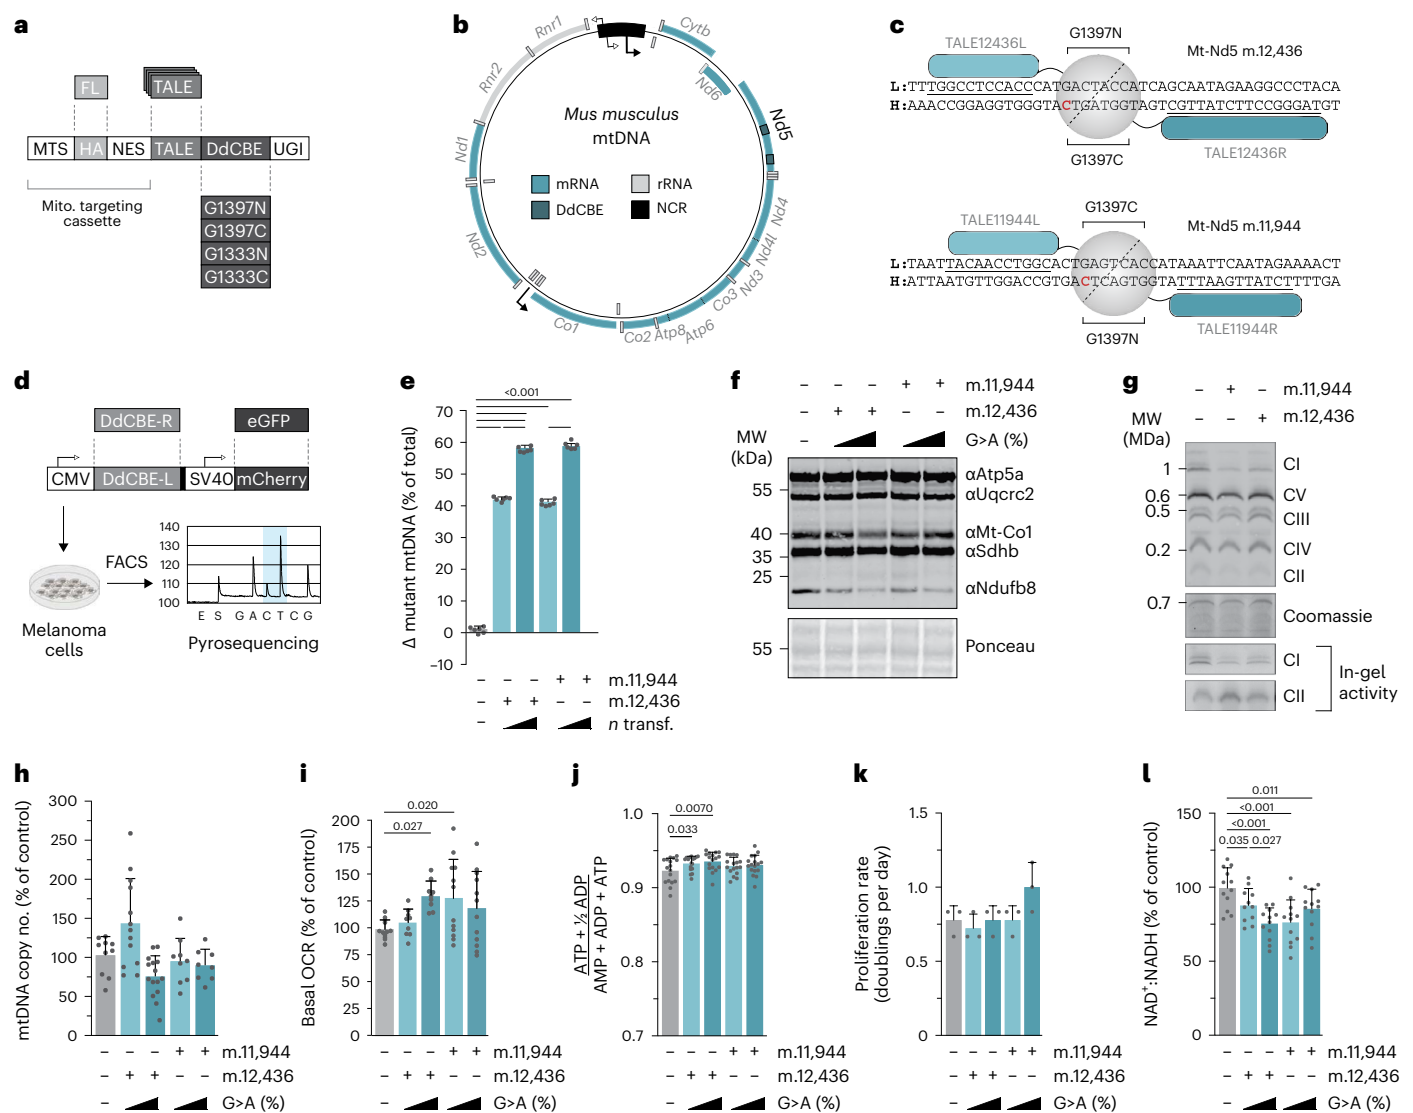 a
FL
TALE
MTS HA NES TALE DdCBE UGI
Mito. targeting
cassette
G1397N
G1397C
G1333N
G1333C
b
Rnr1
Rnr2
Nd1
Nd2
Co1
Co2
Atp8
Atp6
Co3
Nd3
Nd4l
Nd4
Nd5
Nd6
Cytb
Mus musculus
mtDNA
mRNA
rRNA
DdCBE
NCR
c
G1397N
TALE12436L
Mt-Nd5 m.12,436
L:TTTGGCCTCCACCCATGACTACCATCAGCAATAGAAGGCCCTACA
H:AAACCGGAGGTGGGTACTGATGGTAGTCGTTATCTTCCGGGATGT
G1397C
TALE12436R
G1397C
TALE11944L
Mt-Nd5 m.11,944
L:TAATTACAACCTGGCACTGAGTCACCATAAATTCAATAGAAAACT
H:ATTAATGTTGGACCGTGACTCAGTGGTATTTAAGTTATCTTTTGA
G1397N
TALE11944R
d
DdCBE-R
eGFP
CMV DdCBE-L SV40 mCherry
FACS
140
130
120
110
100
E S G A C T C G
Melanoma
cells
Pyrosequencing
e
<0.001
Δ mutant mtDNA (% of total)
70
60
50
40
30
20
10
0
–10
– – – + + m.11,944
– + + – – m.12,436
– n transf.
f
– – – + + m.11,944
– + + – – m.12,436
– G>A (%)
MW
(kDa)
55
40
35
25
55
αAtp5a
αUqcrc2
αMt-Co1
αSdhb
αNdufb8
Ponceau
g
– + – m.11,944
– – + m.12,436
MW
(MDa)
1
0.6
0.5
0.2
0.7
CI
CV
CIII
CIV
CII
Coomassie
CI
CII
In-gel
activity
h
mtDNA copy no. (% of control)
300
250
200
150
100
50
0
– – – + + m.11,944
– + + – – m.12,436
– G>A (%)
i
Basal OCR (% of control)
0.020
0.027
200
175
150
125
100
75
50
25
0
– – – + + m.11,944
– + + – – m.12,436
– G>A (%)
j
ATP + ½ ADP
AMP + ADP + ATP
0.0070
0.033
1.0
0.9
0.8
0.7
– – – + + m.11,944
– + + – – m.12,436
– G>A (%)
k
Proliferation rate
(doublings per day)
1.5
1.0
0.5
0
– – – + + m.11,944
– + + – – m.12,436
– G>A (%)
l
NAD+:NADH (% of control)
0.011
<0.001
<0.001
0.035 0.027
150
100
50
0
– – – + + m.11,944
– + + – – m.12,436
– G>A (%)